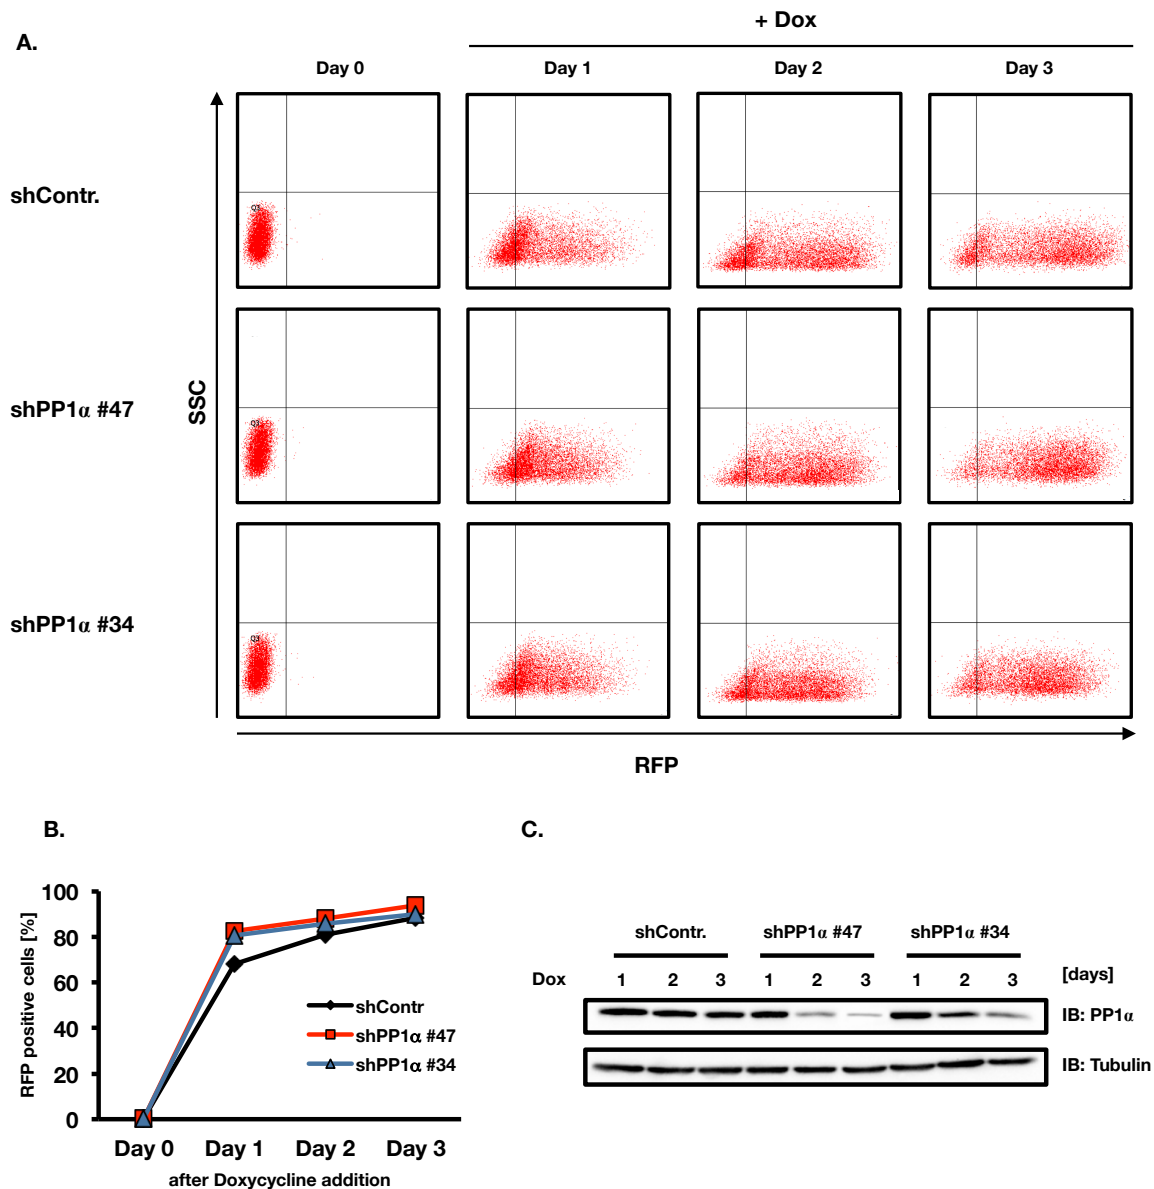 A.
+ Dox
Day 0 Day 1 Day 2 Day 3
shContr.
Q3
shPP1α #47
Q3
shPP1α #34
Q3
SSC
RFP
B.
RFP positive cells [%]
100
80
60
40
20
0
shContr
shPP1α #47
shPP1α #34
Day 0 Day 1 Day 2 Day 3
after Doxycycline addition
C.
shContr. shPP1α #47 shPP1α #34
Dox 1 2 3 1 2 3 1 2 3 [days]
IB: PP1α
IB: Tubulin